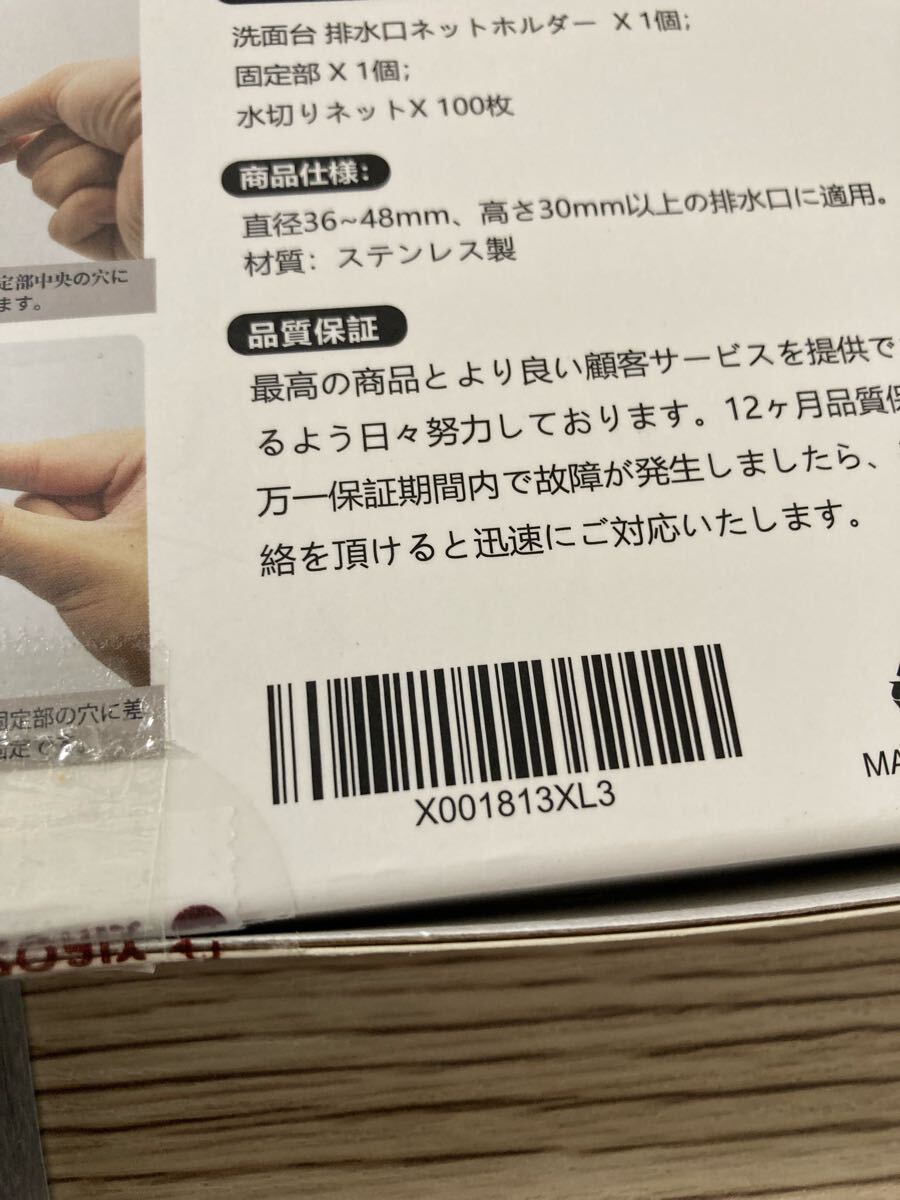 洗面台 排水口ネットホルダー X 1個;
固定部 X 1個;
水切りネットX 100枚
商品仕様:
直径36~48mm、高さ30mm以上の排水口に適用。
材質: ステンレス製
品質保証
最高の商品とより良い顧客サービスを提供で
るよう日々努力しております。12ヶ月品質保
万一保証期間内で故障が発生しましたら、
絡を頂けると迅速にご対応いたします。
定部中央の穴に
ます。
固定部の穴に差
固定
X001813XL3
MA